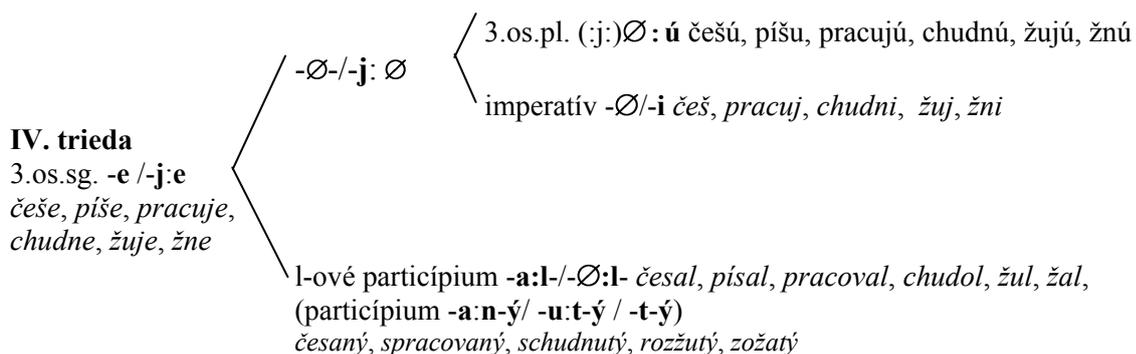 3.os.pl. (:j:)∅ : ú češú, píšu, pracujú, chudnú, žujú, žnú
-∅-/-j: ∅
imperatív -∅/-i češ, pracuj, chudni, žuj, žni
IV. trieda
3.os.sg. -e /-j:e
češe, píše, pracuje,
chudne, žuje, žne
l-ové particípium -a:l-/-∅:l- česal, písal, pracoval, chudol, žul, žal,
(particípium -a:n-ý/ -u:t-ý / -t-ý)
česaný, spracovaný, schudnutý, rozžutý, zožatý